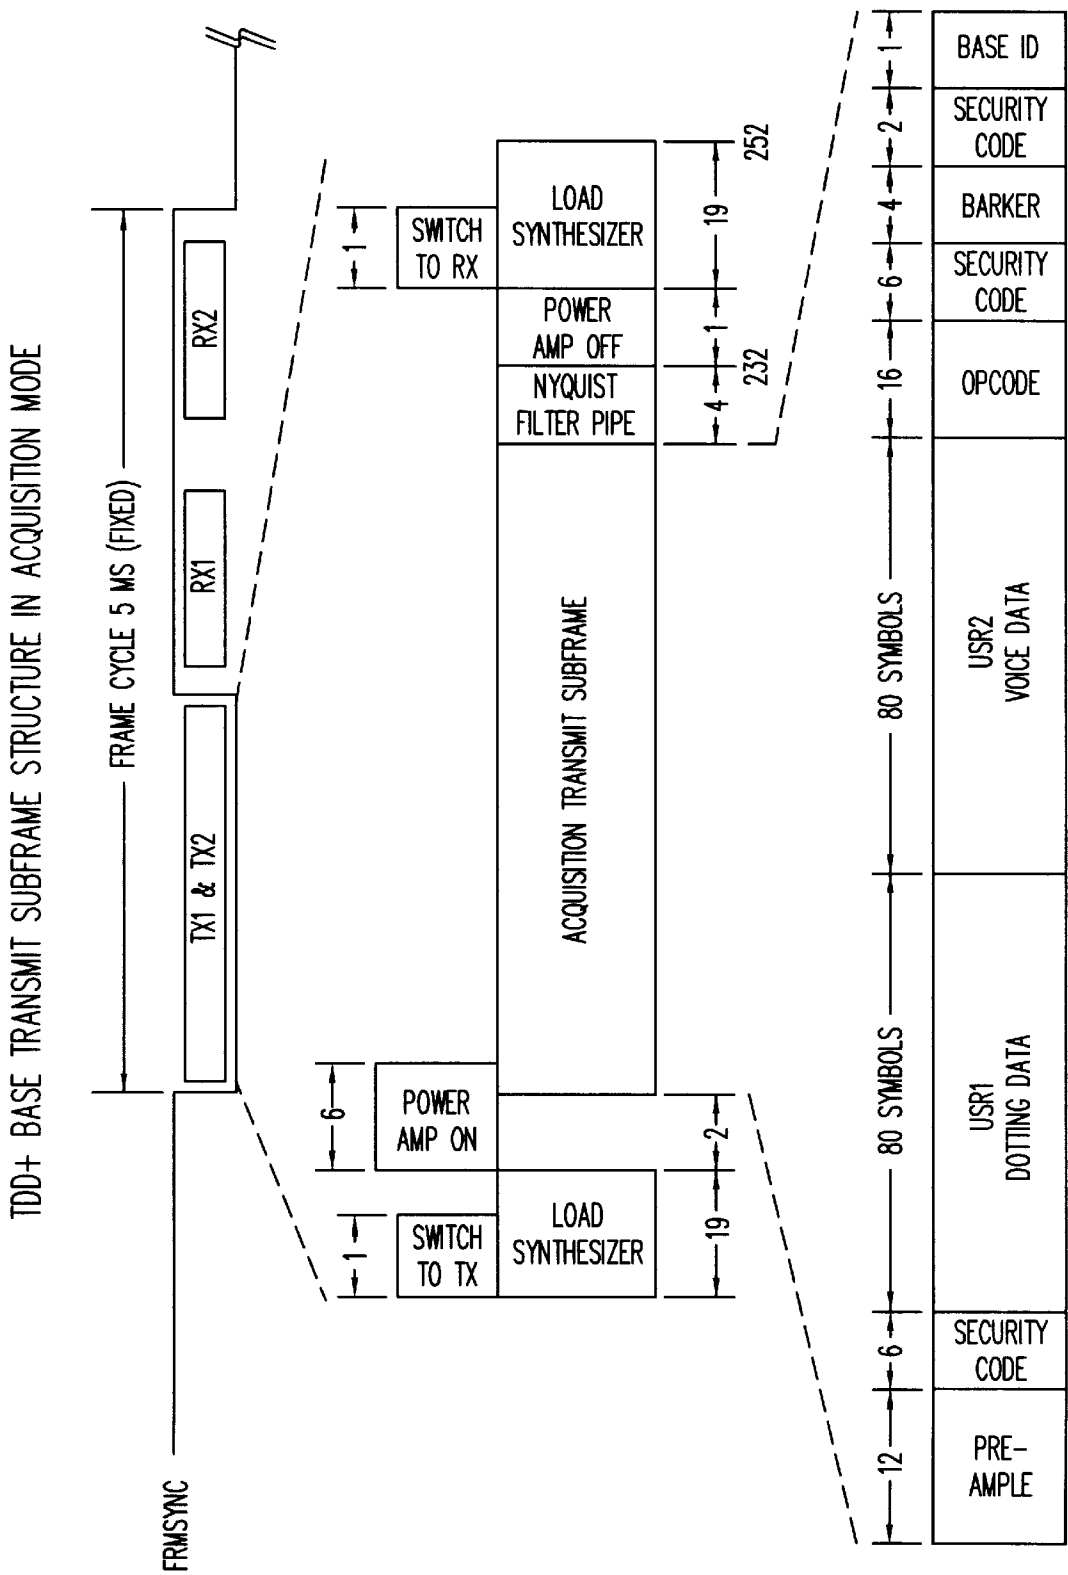 TDD+ BASE TRANSMIT SUBFRAME STRUCTURE IN ACQUISITION MODE
FRAME CYCLE 5 MS (FIXED)
FRMSYNC
TX1 & TX2
RX1
RX2
1
6
1
SWITCH
TO TX
POWER
AMP ON
SWITCH
TO RX
LOAD
SYNTHESIZER
ACQUISITION TRANSMIT SUBFRAME
NYQUIST
FILTER PIPE
POWER
AMP OFF
LOAD
SYNTHESIZER
19
2
4
1
19
232
252
12
6
80 SYMBOLS
80 SYMBOLS
16
6
4
2
1
PRE-
AMPLE
SECURITY
CODE
USR1
DOTTING DATA
USR2
VOICE DATA
OPCODE
SECURITY
CODE
BARKER
SECURITY
CODE
BASE ID